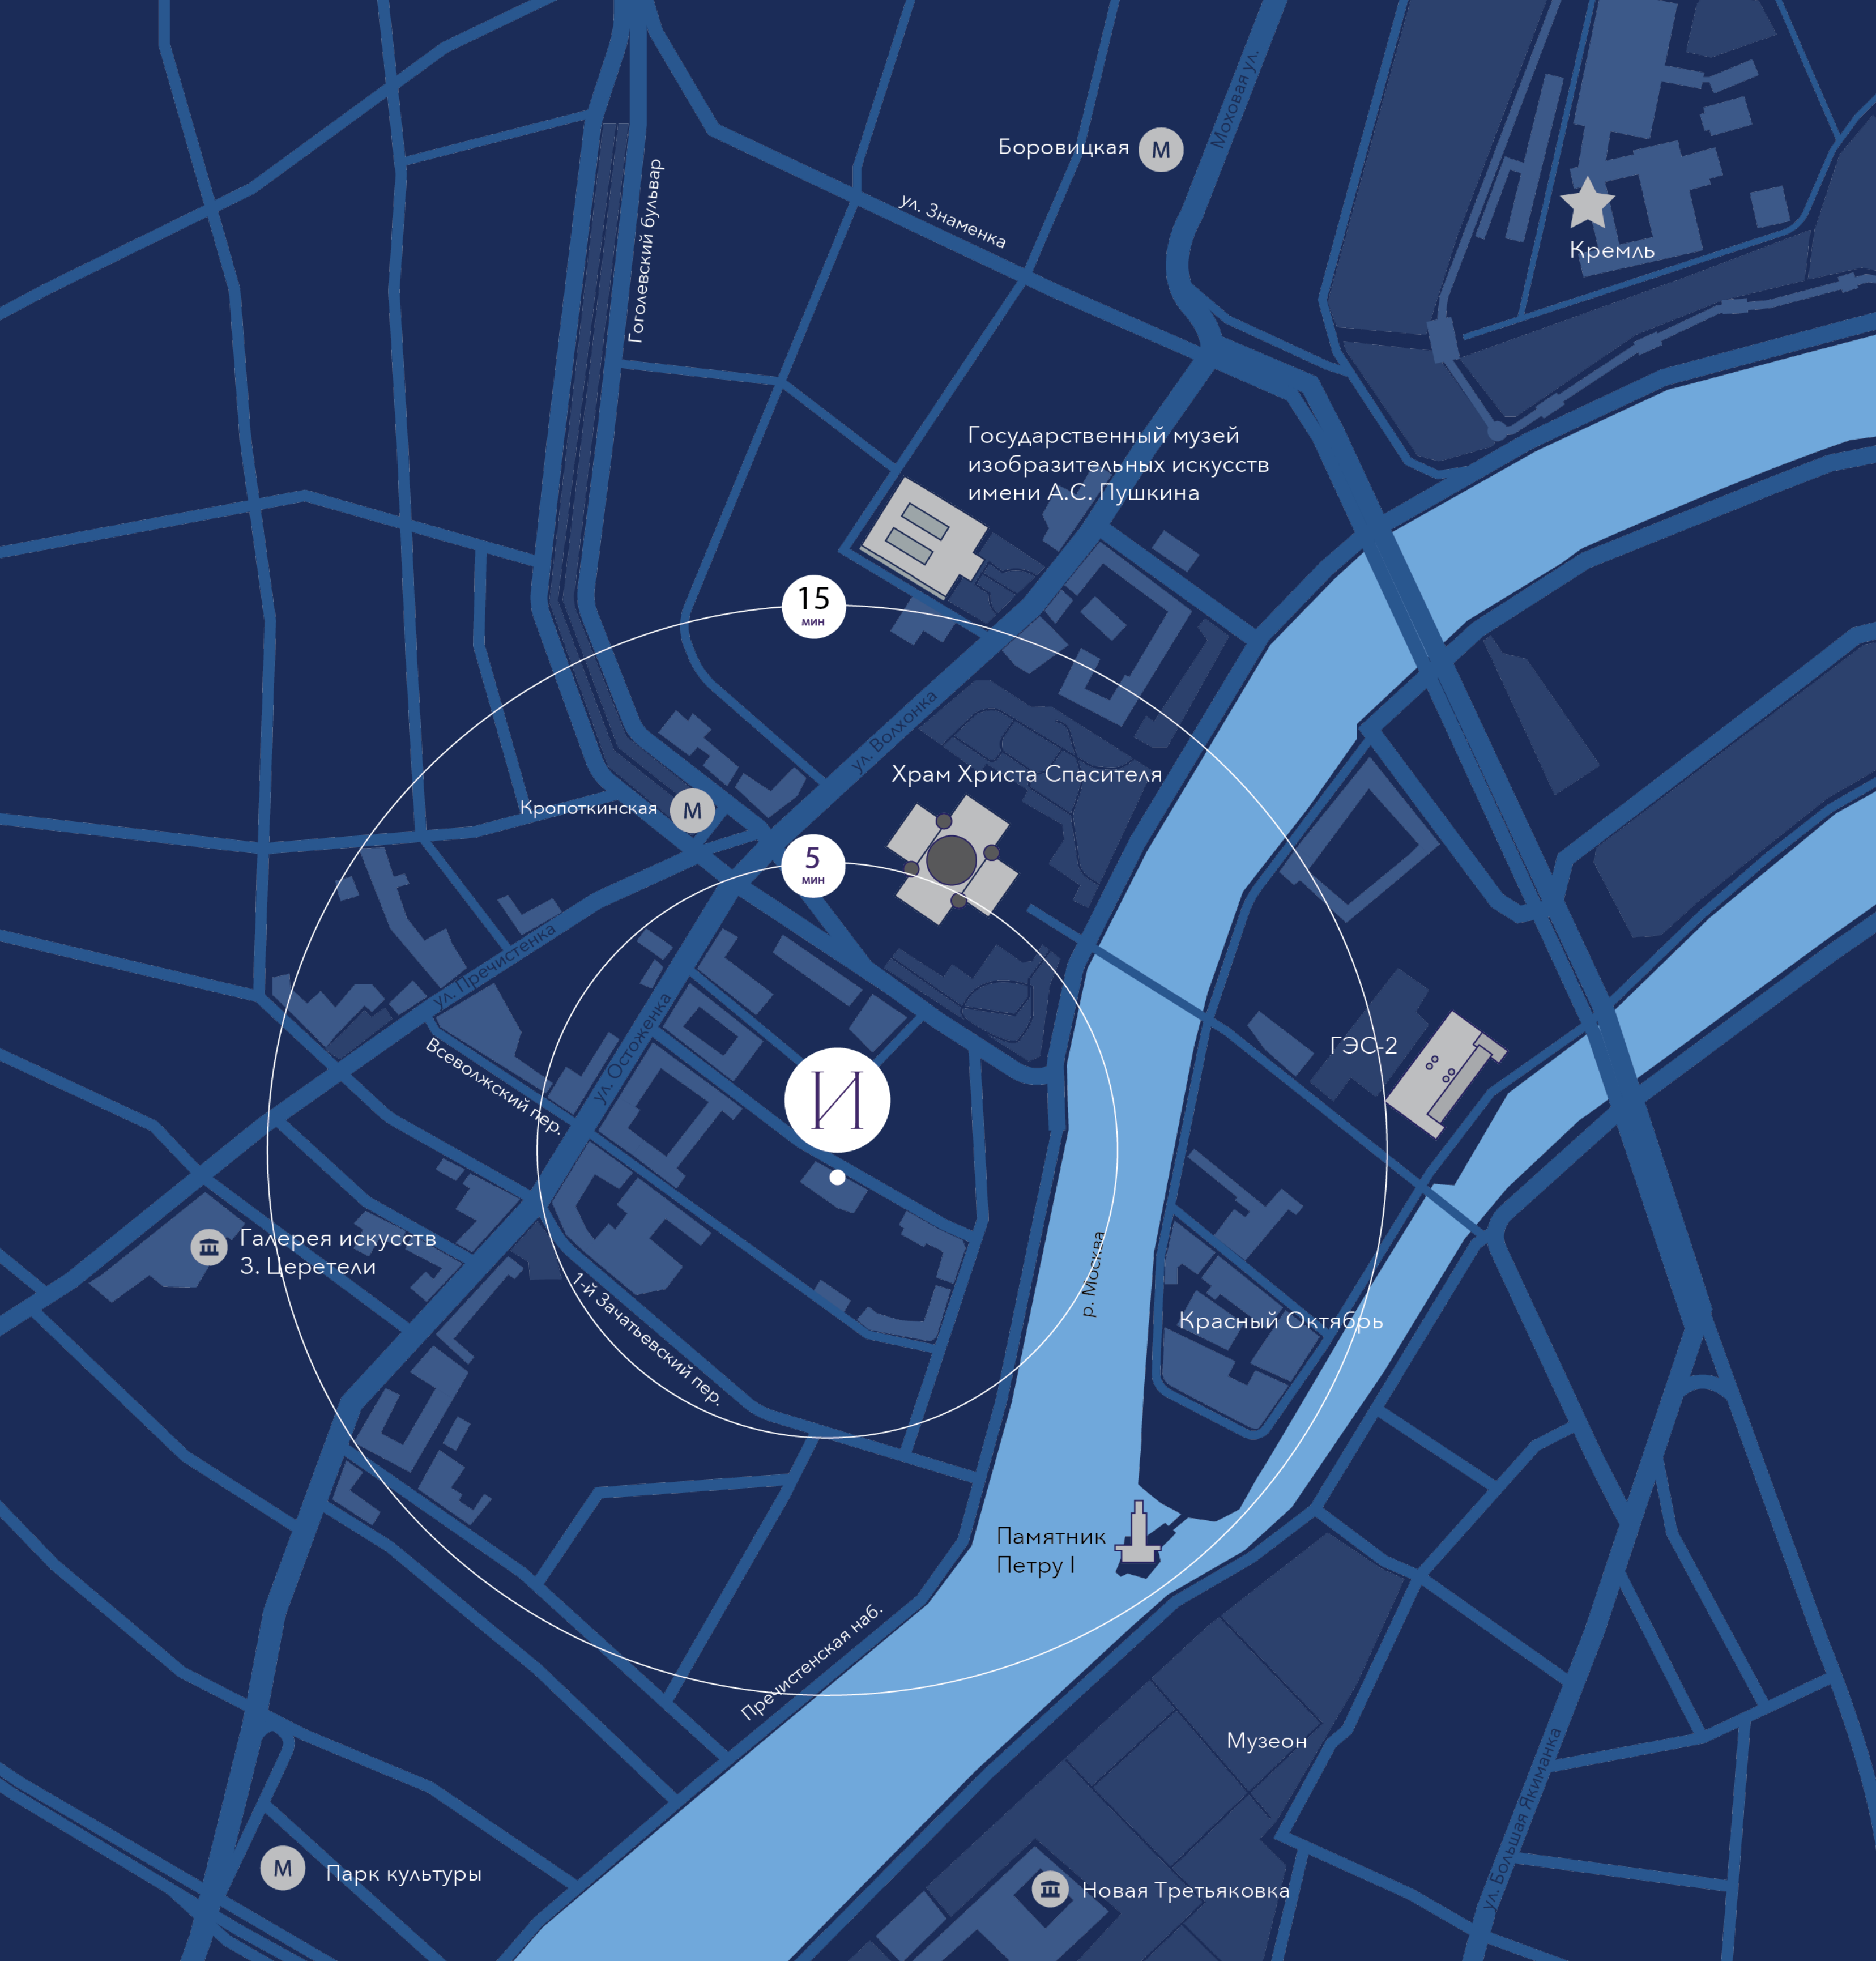 Моховая ул.
Боровицкая
М
ул. Знаменка
Гоголевский бульвар
Кремль
Государственный музей
изобразительных искусств
имени А.С. Пушкина
15
мин
ул. Волхонка
Храм Христа Спасителя
Кропоткинская
М
5
мин
ул. Пречистенка
ул. Остоженка
Всеволжский пер.
ГЭС-2
И
Галерея искусств
З. Церетели
1-й Зачатьевский пер.
р. Москва
Красный Октябрь
Памятник
Петру I
Пречистенская наб.
Музеон
ул. Большая Якиманка
М
Парк культуры
Новая Третьяковка